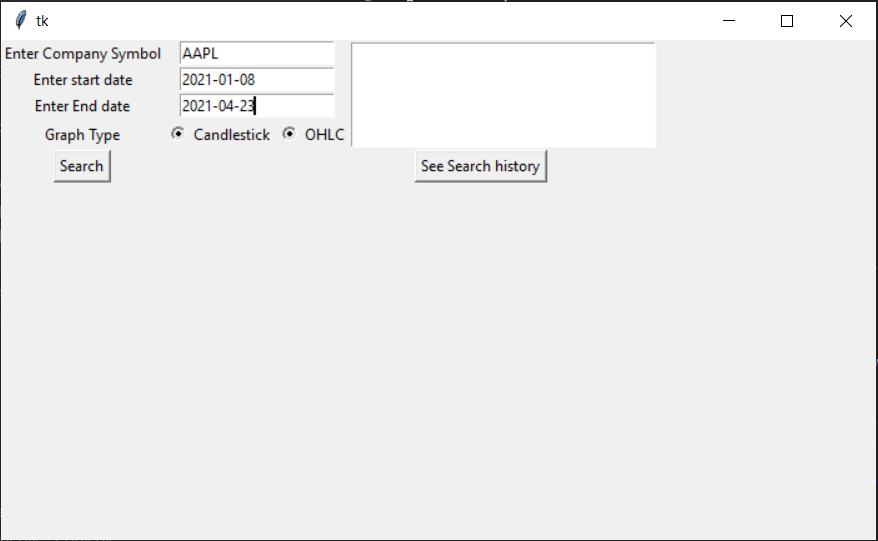 tk
Enter Company Symbol AAPL
Enter start date 2021-01-08
Enter End date 2021-04-23
Graph Type Candlestick OHLC
Search See Search history